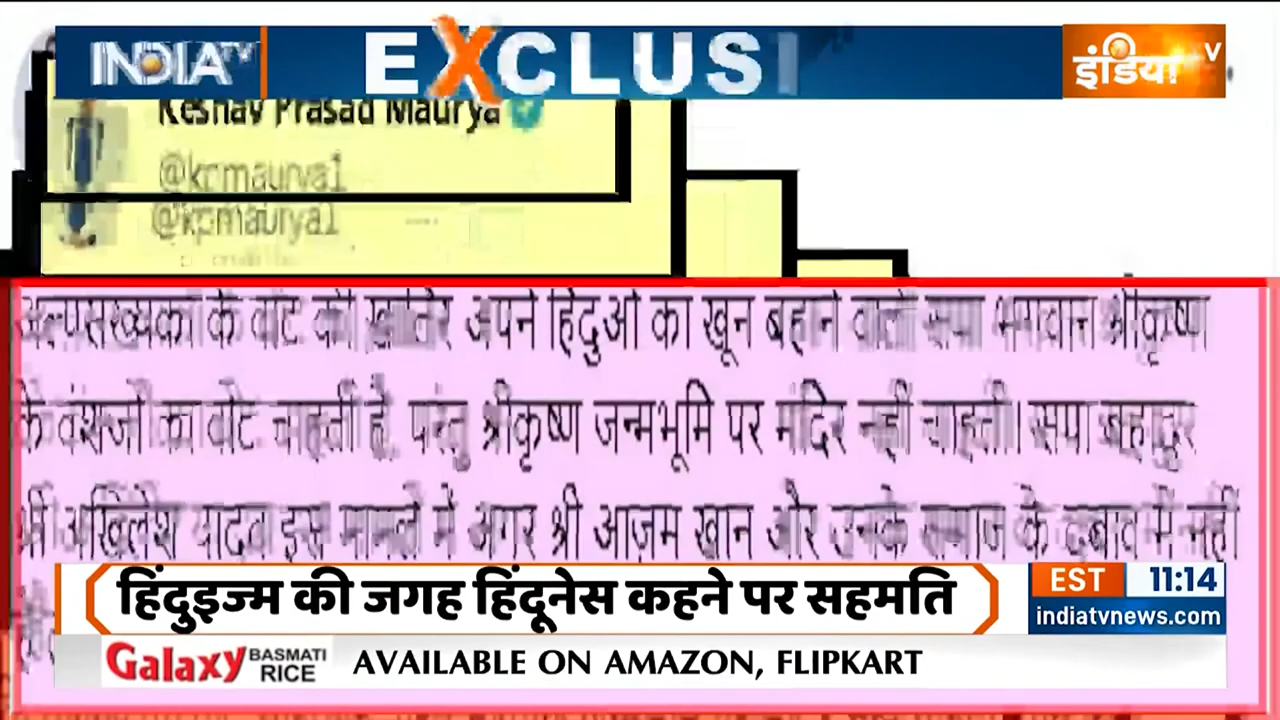 INDIA TV
EXCLUSI
इंडिया TV
Keshav Prasad Maurya
@kpmaurya1
@kpmaurya1
अल्पसंख्यकों के वोट की खातिर अपने हिंदुओं का खून बहाने वाली सपा भगवान श्रीकृष्ण
के वंशजों का वोट चाहती है, परंतु श्रीकृष्ण जन्मभूमि पर मंदिर नहीं चाहती। सपा बहादुर
श्री अखिलेश यादव इस मामले में अगर श्री आज़म खान और उनके समाज के दबाव में नहीं
हिंदुइज्म की जगह हिंदूनेस कहने पर सहमति
EST 11:14
indiatvnews.com
Galaxy BASMATI RICE
AVAILABLE ON AMAZON, FLIPKART